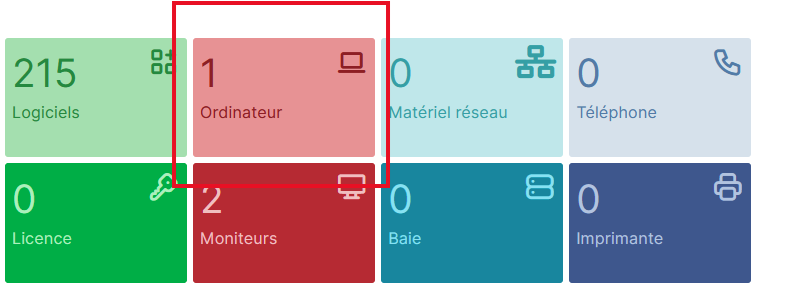 215
Logiciels
1
Ordinateur
0
Matériel réseau
0
Téléphone
0
Licence
2
Moniteurs
0
Baie
0
Imprimante